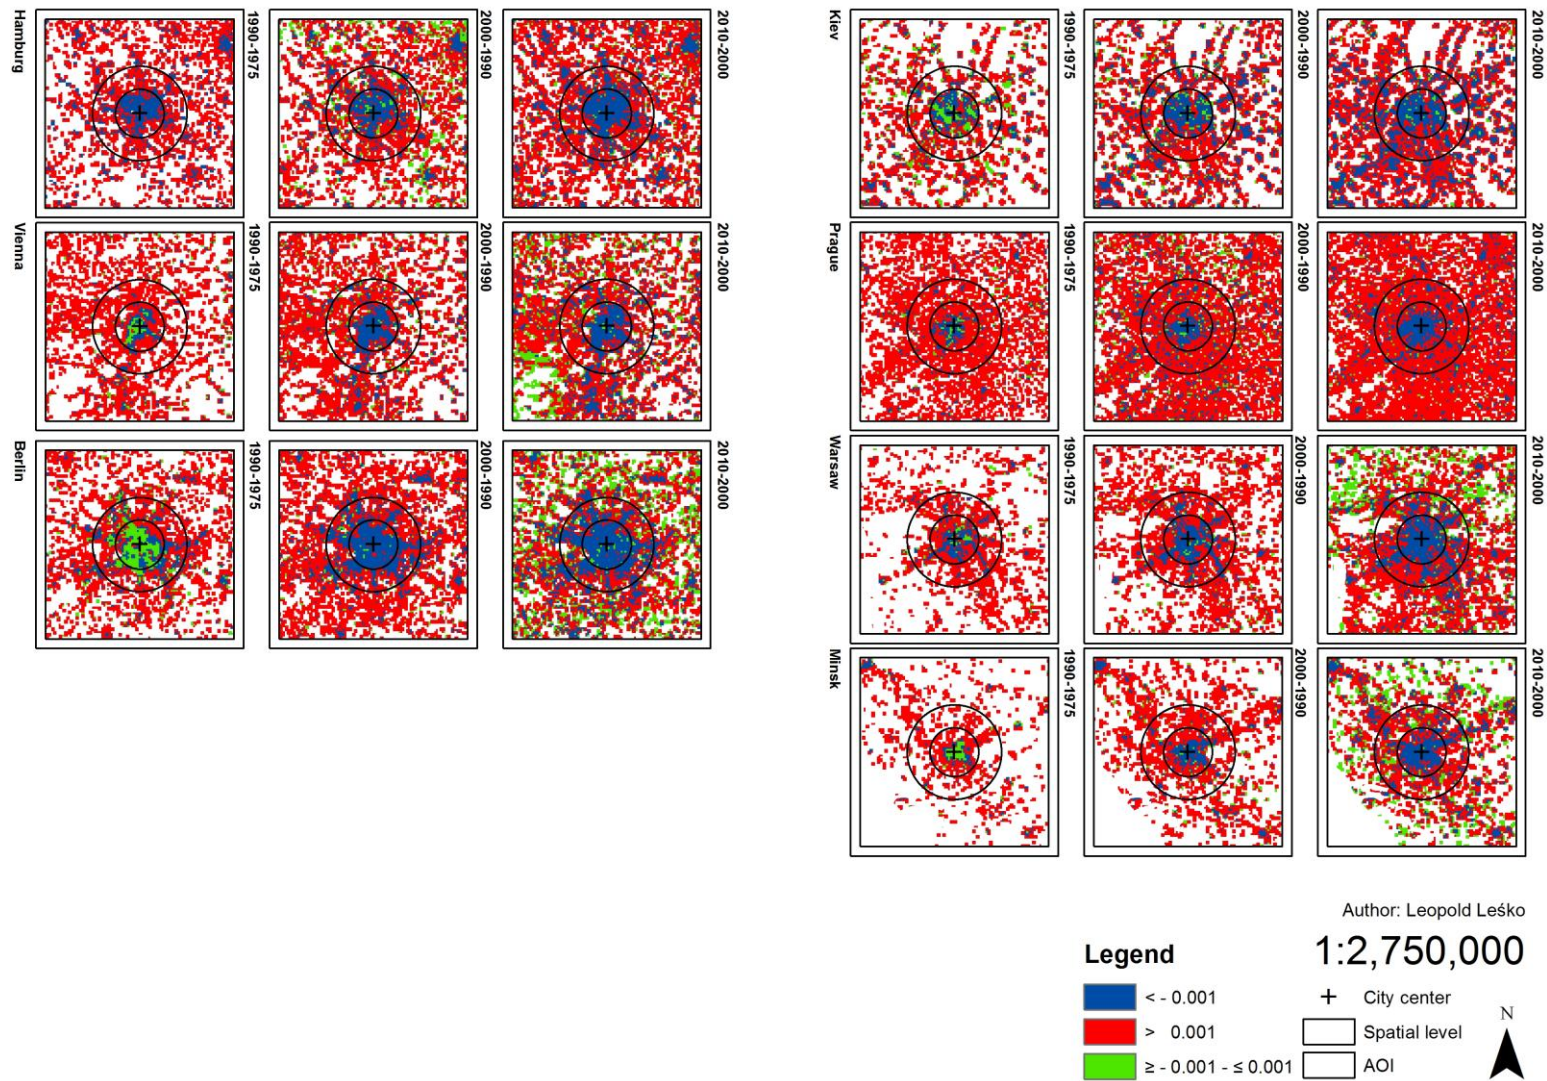 Hamburg
1990-1975
2000-1990
2010-2000
Kiev
1990-1975
2000-1990
2010-2000
Vienna
1990-1975
2000-1990
2010-2000
Prague
1990-1975
2000-1990
2010-2000
Berlin
1990-1975
2000-1990
2010-2000
Warsaw
1990-1975
2000-1990
2010-2000
Minsk
1990-1975
2000-1990
2010-2000
Author: Leopold Leśko
1:2,750,000
Legend
< - 0.001
> 0.001
≥ - 0.001 - ≤ 0.001
City center
Spatial level
AOI
N